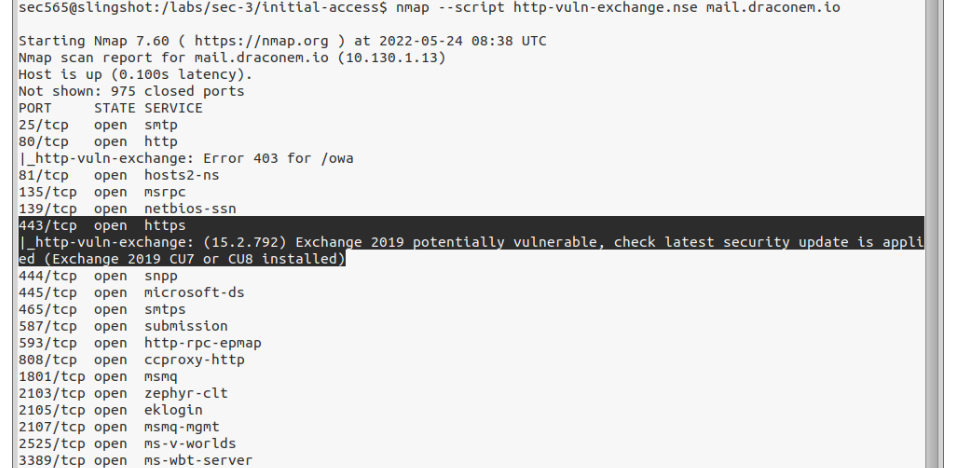 sec565@slingshot:/labs/sec-3/initial-access$ nmap --script http-vuln-exchange.nse mail.draconem.io
Starting Nmap 7.60 ( https://nmap.org ) at 2022-05-24 08:38 UTC
Nmap scan report for mail.draconem.io (10.130.1.13)
Host is up (0.100s latency).
Not shown: 975 closed ports
PORT     STATE SERVICE
25/tcp   open  smtp
80/tcp   open  http
|_http-vuln-exchange: Error 403 for /owa
81/tcp   open  hosts2-ns
135/tcp  open  msrpc
139/tcp  open  netbios-ssn
443/tcp  open  https
|_http-vuln-exchange: (15.2.792) Exchange 2019 potentially vulnerable, check latest security update is appli
ed (Exchange 2019 CU7 or CU8 installed)
444/tcp  open  snpp
445/tcp  open  microsoft-ds
465/tcp  open  smtps
587/tcp  open  submission
593/tcp  open  http-rpc-epmap
808/tcp  open  ccproxy-http
1801/tcp open  msmq
2103/tcp open  zephyr-clt
2105/tcp open  eklogin
2107/tcp open  msmq-mgmt
2525/tcp open  ms-v-worlds
3389/tcp open  ms-wbt-server